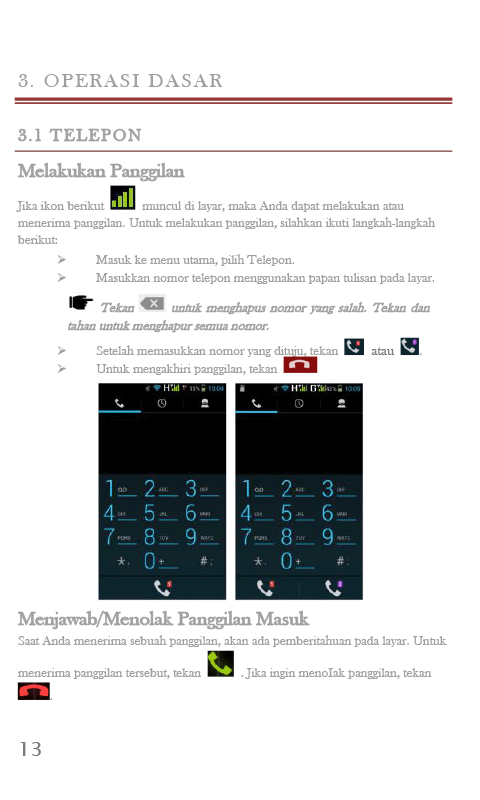 3. OPERASI DASAR
3.1 TELEPON
Melakukan Panggilan
Jika ikon berikut muncul di layar, maka Anda dapat melakukan atau
menerima panggilan. Untuk melakukan panggilan, silahkan ikuti langkah-langkah
berikut:
➢ Masuk ke menu utama, pilih Telepon.
➢ Masukkan nomor telepon menggunakan papan tulisan pada layar.
Tekan untuk menghapus nomor yang salah. Tekan dan
tahan untuk menghapur semua nomor.
➢ Setelah memasukkan nomor yang dituju, tekan atau .
➢ Untuk mengakhiri panggilan, tekan
H 35% 10:04
H G 42% 10:09
1 2 ABC 3 DEF
4 GHI 5 JKL 6 MNO
7 PQRS 8 TUV 9 WXYZ
* , 0 + # ;
1 2 ABC 3 DEF
4 GHI 5 JKL 6 MNO
7 PQRS 8 TUV 9 WXYZ
* , 0 + # ;
Menjawab/Menolak Panggilan Masuk
Saat Anda menerima sebuah panggilan, akan ada pemberitahuan pada layar. Untuk
menerima panggilan tersebut, tekan . Jika ingin menolak panggilan, tekan
.
13